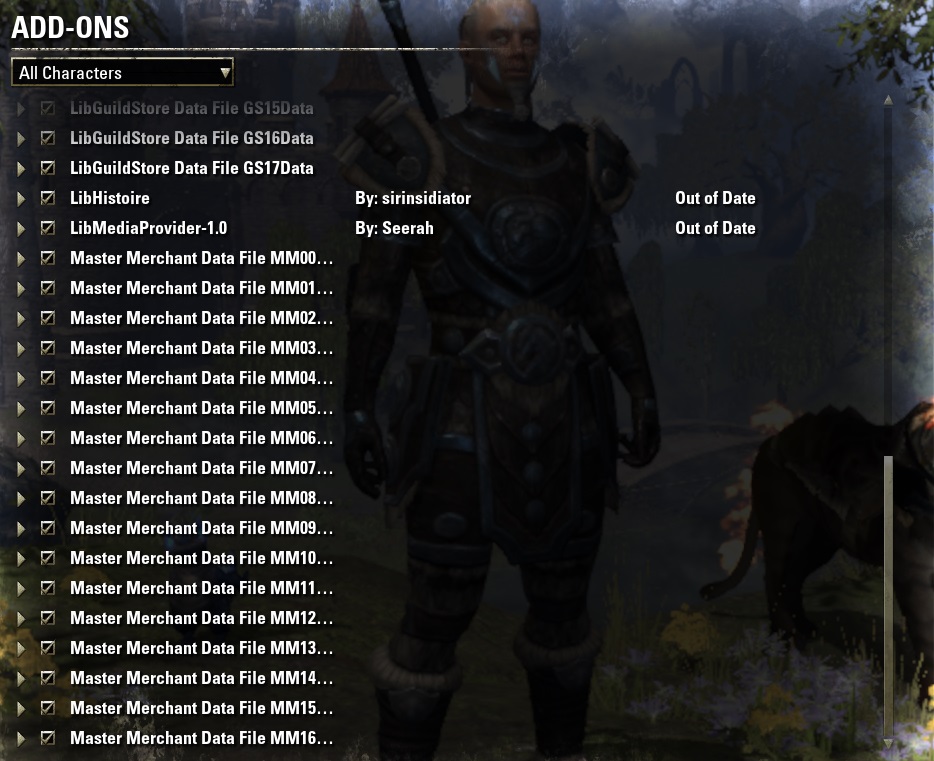 ADD-ONS
All Characters
LibGuildStore Data File GS15Data
LibGuildStore Data File GS16Data
LibGuildStore Data File GS17Data
LibHistoire By: sirinsidiator Out of Date
LibMediaProvider-1.0 By: Seerah Out of Date
Master Merchant Data File MM00...
Master Merchant Data File MM01...
Master Merchant Data File MM02...
Master Merchant Data File MM03...
Master Merchant Data File MM04...
Master Merchant Data File MM05...
Master Merchant Data File MM06...
Master Merchant Data File MM07...
Master Merchant Data File MM08...
Master Merchant Data File MM09...
Master Merchant Data File MM10...
Master Merchant Data File MM11...
Master Merchant Data File MM12...
Master Merchant Data File MM13...
Master Merchant Data File MM14...
Master Merchant Data File MM15...
Master Merchant Data File MM16...